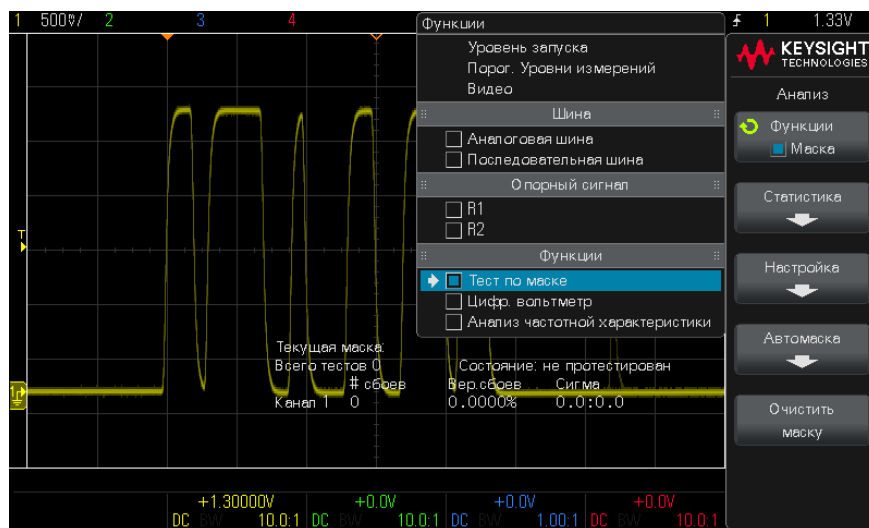 1 500%/ 2 3 4 1 1.33V
Функции
Уровень запуска
Порог. Уровни измерений
Видео
Шина
Аналоговая шина
Последовательная шина
Опорный сигнал
R1
R2
Функции
Тест по маске
Цифр. вольтметр
Анализ частотной характеристики
T
1
Текущая маска:
Всего тестов 0 Состояние: не протестирован
# сбоев Вер.сбоев Сигма
Канал 1 0 0.0000% 0.0:0.0
KEYSIGHT
TECHNOLOGIES
Анализ
Функции
Маска
Статистика
Настройка
Автомаска
Очистить
маску
+1.30000V +0.0V +0.0V +0.0V
DC BW 10.0:1 DC BW 10.0:1 DC BW 1.00:1 DC BW 10.0:1